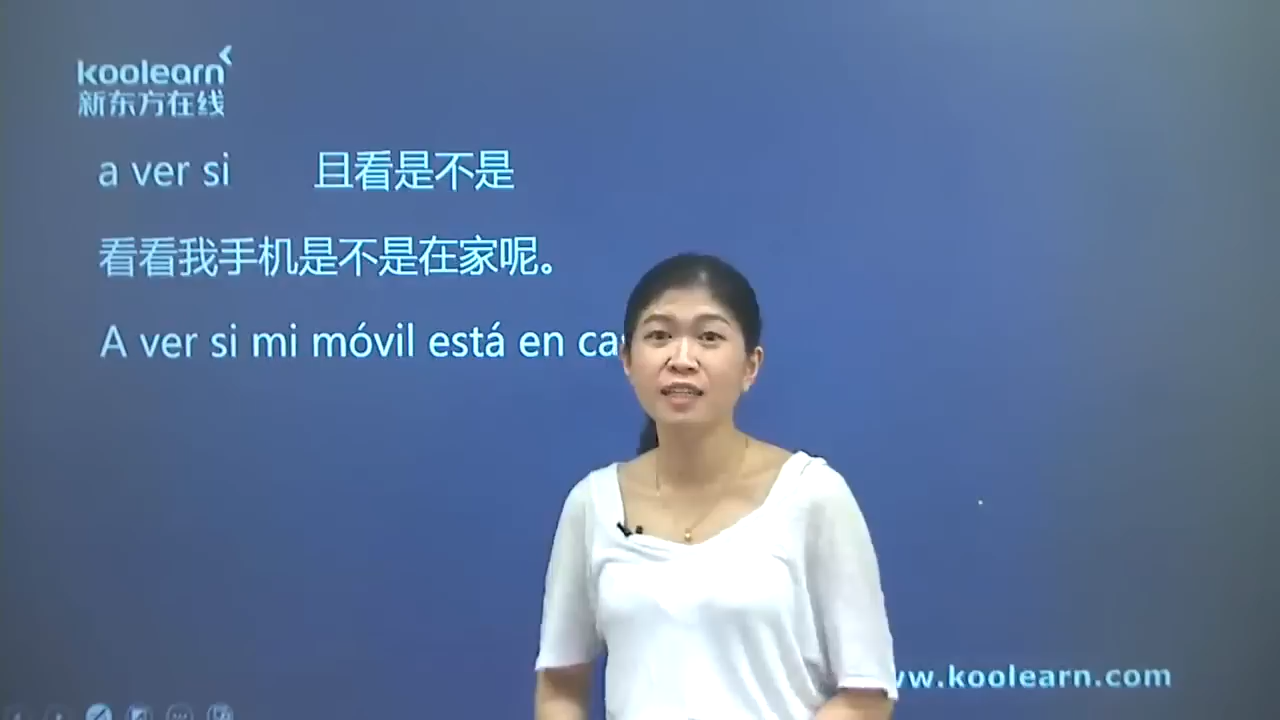 koolearn
新东方在线
a ver si 且看是不是
看看我手机是不是在家呢。
A ver si mi móvil está en
www.koolearn.com